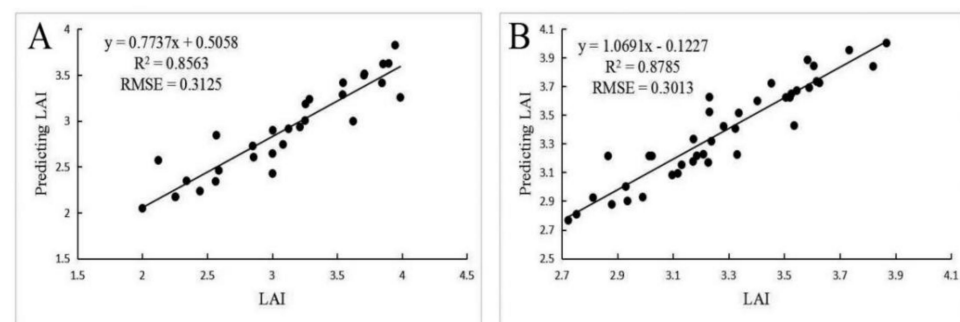 A
y = 0.7737x + 0.5058
R² = 0.8563
RMSE = 0.3125
Predicting LAI
4
3.5
3
2.5
2
1.5
1.5 2 2.5 3 3.5 4 4.5
LAI
B
y = 1.0691x - 0.1227
R² = 0.8785
RMSE = 0.3013
Predicting LAI
4.1
3.9
3.7
3.5
3.3
3.1
2.9
2.7
2.5
2.7 2.9 3.1 3.3 3.5 3.7 3.9 4.1
LAI